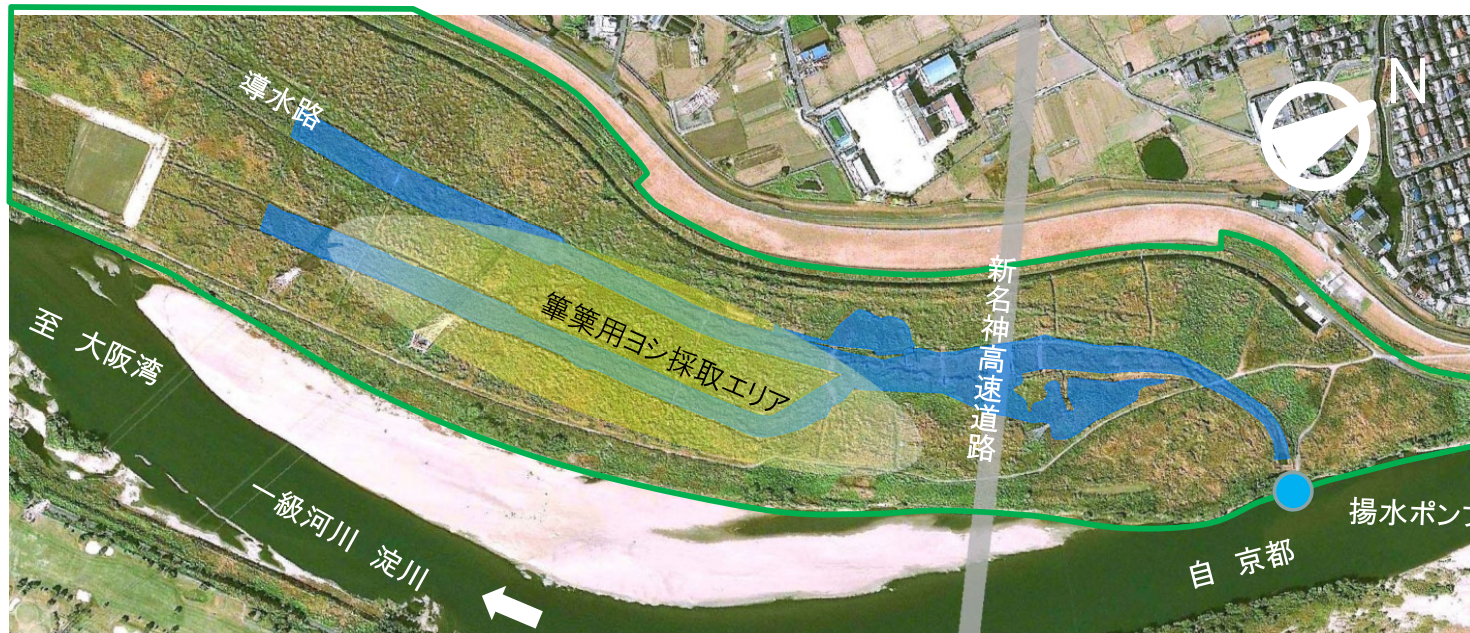 N
導水路
新名神高速道路
篳篥用ヨシ採取エリア
至 大阪湾
一級河川 淀川
揚水ポンプ
自 京都